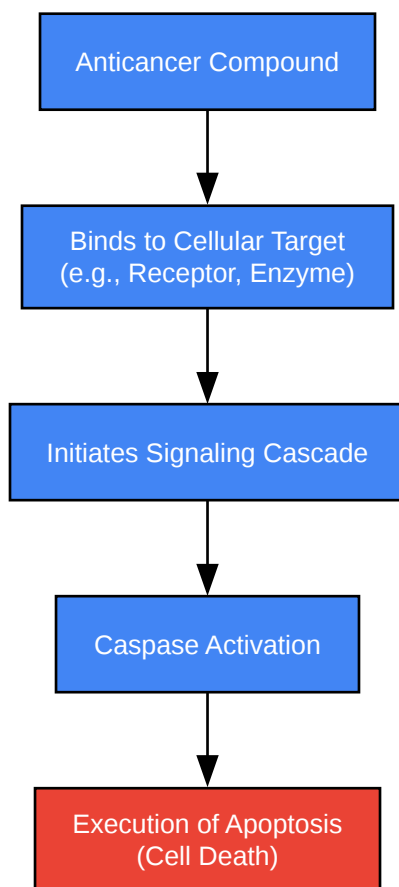 Anticancer Compound
Binds to Cellular Target
(e.g., Receptor, Enzyme)
Initiates Signaling Cascade
Caspase Activation
Execution of Apoptosis
(Cell Death)